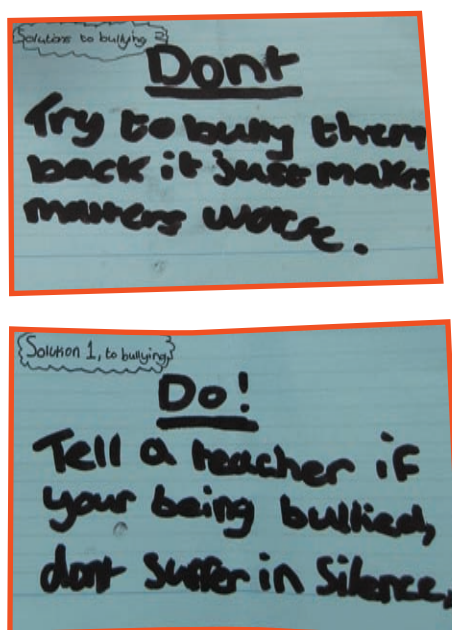 Solutions to bullying 2
Dont
Try to bully them
back it just makes
matters worse.
Solution 1, to bullying
Do!
Tell a teacher if
your being bullied,
dont suffer in silence.